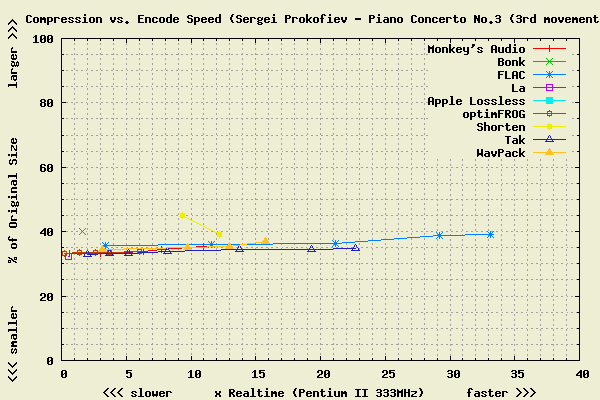 Compression vs. Encode Speed (Sergei Prokofiev - Piano Concerto No.3 (3rd movement
<<< smaller % of Original Size larger >>>
100
80
60
40
20
0
Monkey's Audio
Bonk
FLAC
La
Apple Lossless
optimFROG
Shorten
Tak
WavPack
0 5 10 15 20 25 30 35 40
<<< slower x Realtime (Pentium II 333MHz) faster >>>